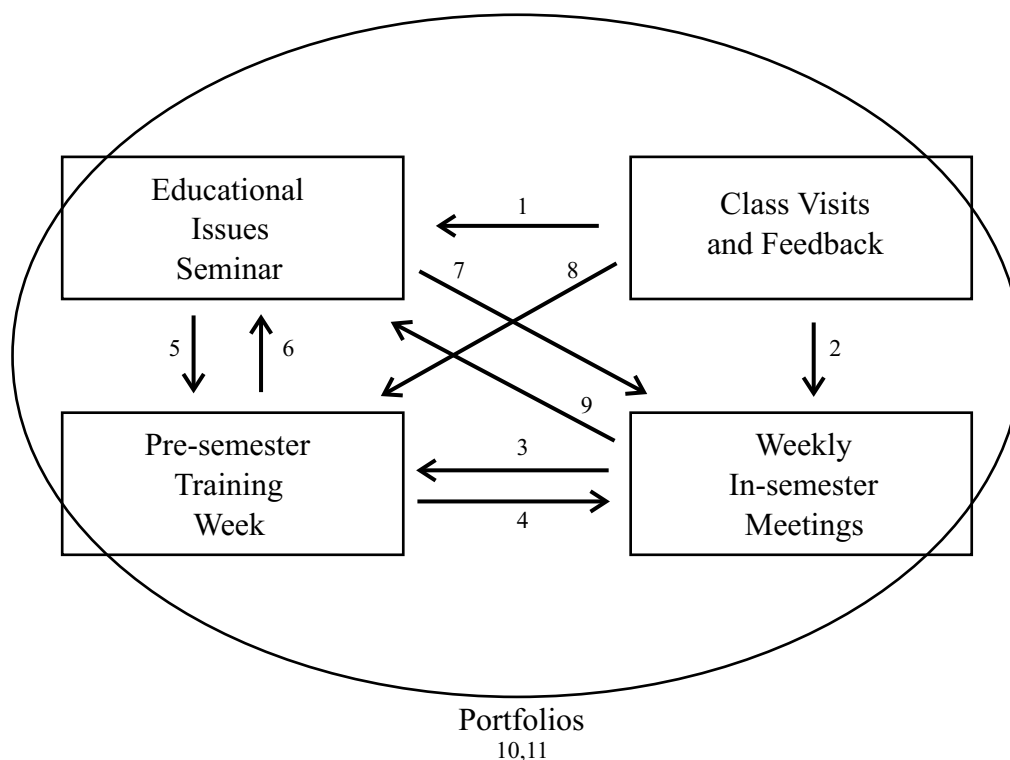 Educational
Issues
Seminar
Class Visits
and Feedback
1
7
8
5
6
2
9
Pre-semester
Training
Week
3
4
Weekly
In-semester
Meetings
Portfolios
10,11